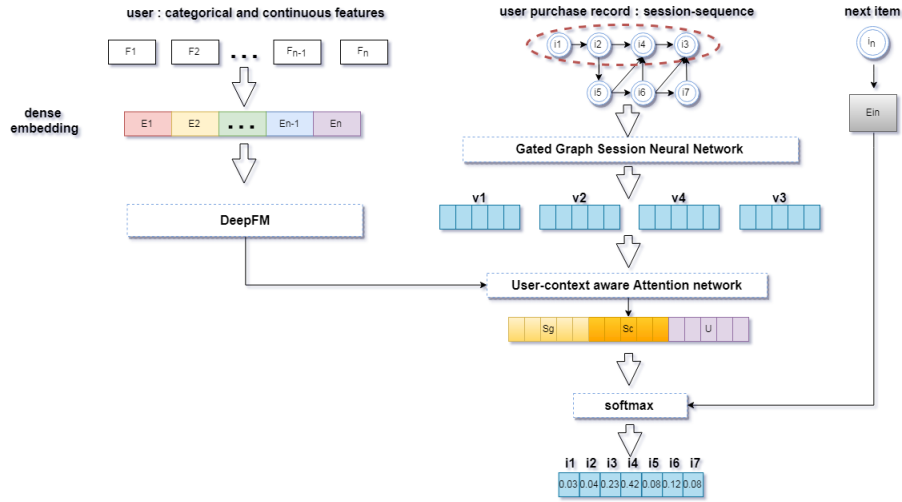 user : categorical and continuous features
user purchase record : session-sequence
next item
F1 F2 ... Fn-1 Fn
i1 i2 i4 i3
in
i5 i6 i7
dense
embedding
E1 E2 ... En-1 En
Ein
Gated Graph Session Neural Network
v1 v2 v4 v3
DeepFM
User-context aware Attention network
Sg Sc U
softmax
i1 i2 i3 i4 i5 i6 i7
0.03 0.04 0.23 0.42 0.08 0.12 0.08